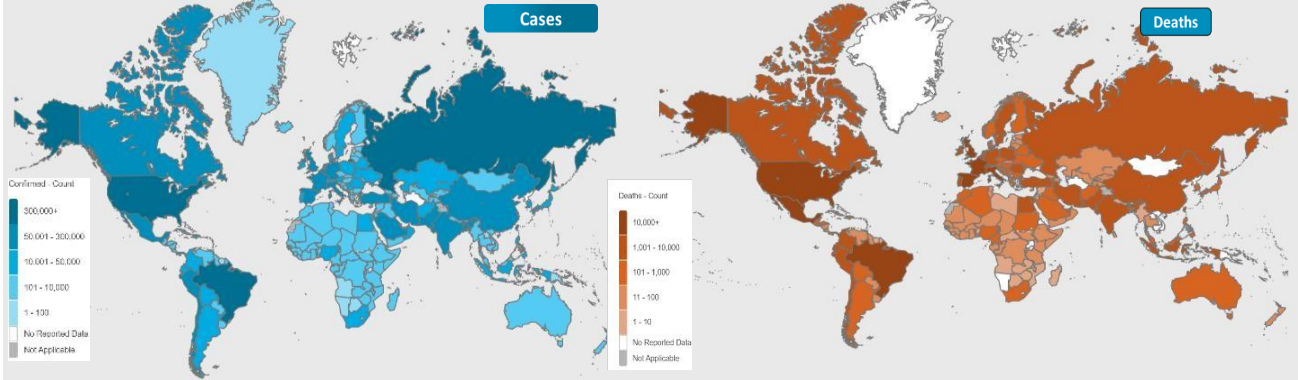 Cases
Deaths
Confirmed - Count
300,000+
50,001 - 300,000
10,001 - 50,000
101 - 10,000
1 - 100
No Reported Data
Not Applicable
Deaths - Count
10,000+
1,001 - 10,000
101 - 1,000
11 - 100
1 - 10
No Reported Data
Not Applicable